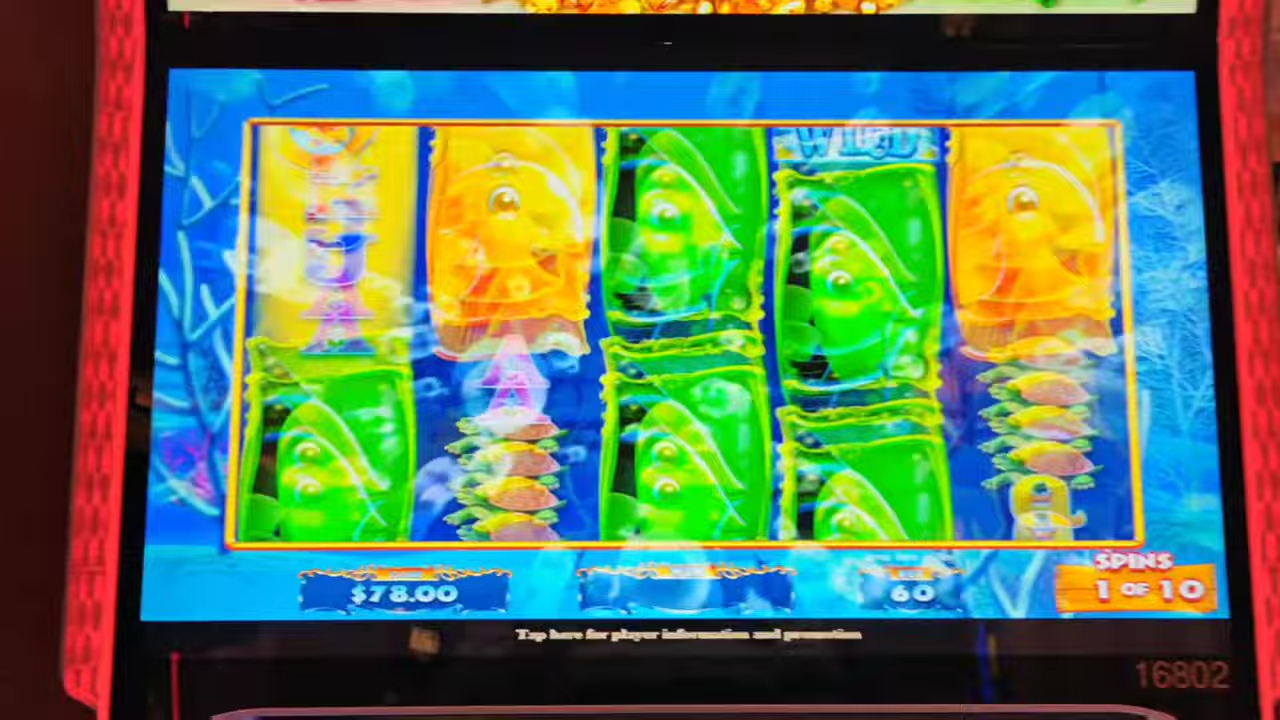 WILD
A
Q
SPINS
$78.00
60
1 OF 10
Tap here for player information and promotion
16802